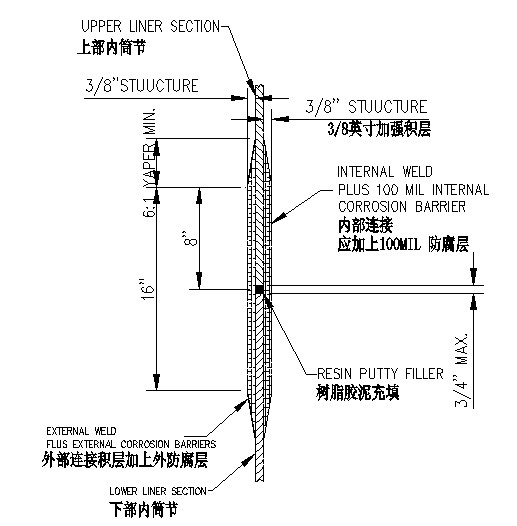 UPPER LINER SECTION
上部内筒节
3/8"STUUCTURE
3/8" STUUCTURE
3/8英寸加强积层
6:1 YAPER MIN.
INTERNAL WELD
PLUS 100 MIL INTERNAL
CORROSION BARRIER
内部连接
应加上100MIL 防腐层
8"
16"
3/4" MAX.
RESIN PUTTY FILLER
树脂胶泥充填
EXTERNAL WELD
FLUS EXTERNAL CORROSION BARRIERS
外部连接积层加上外防腐层
LOWER LINER SECTION
下部内筒节